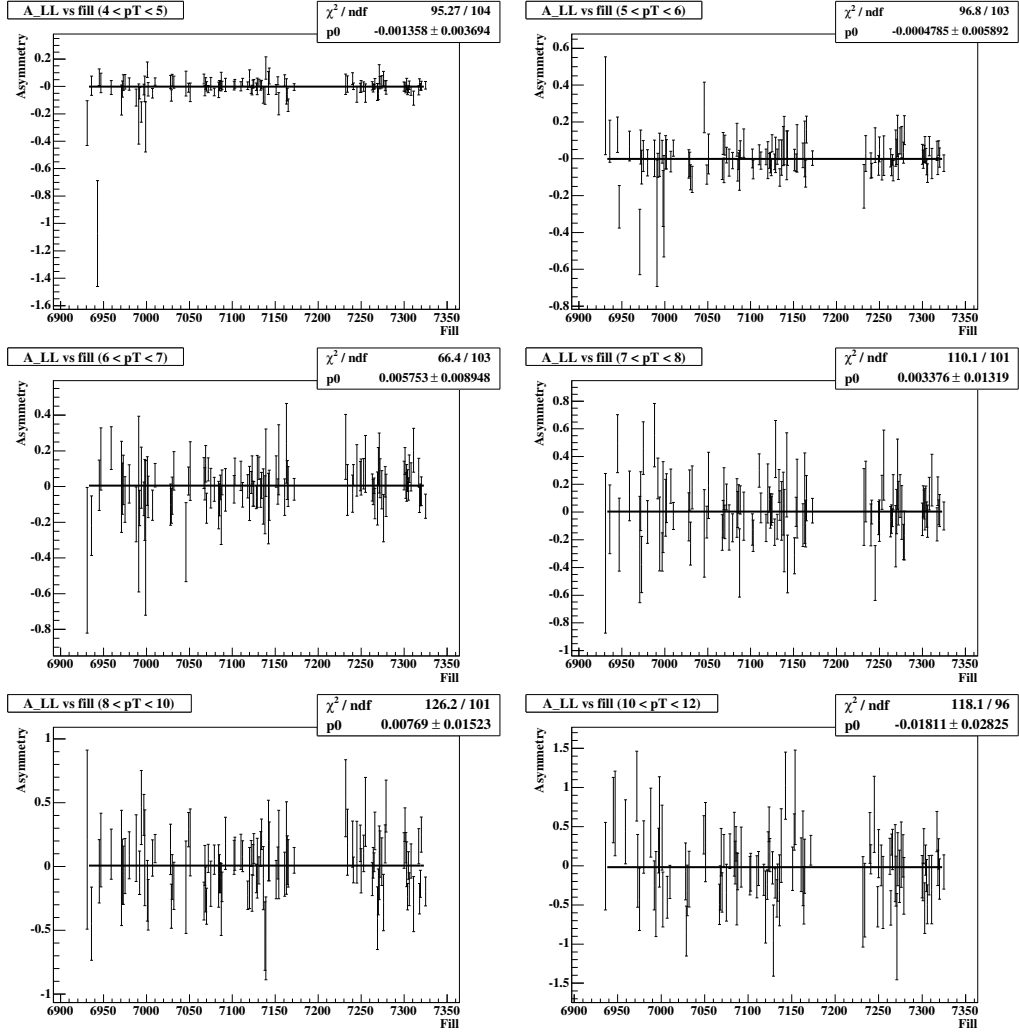 A_LL vs fill (4 < pT < 5)
χ² / ndf 95.27 / 104
p0 -0.001358 ± 0.003694
Asymmetry
0.2
-0
-0.2
-0.4
-0.6
-0.8
-1
-1.2
-1.4
-1.6
6900 6950 7000 7050 7100 7150 7200 7250 7300 7350
Fill
A_LL vs fill (5 < pT < 6)
χ² / ndf 96.8 / 103
p0 -0.0004785 ± 0.005892
Asymmetry
0.6
0.4
0.2
-0
-0.2
-0.4
-0.6
-0.8
6900 6950 7000 7050 7100 7150 7200 7250 7300 7350
Fill
A_LL vs fill (6 < pT < 7)
χ² / ndf 66.4 / 103
p0 0.005753 ± 0.008948
Asymmetry
0.4
0.2
0
-0.2
-0.4
-0.6
-0.8
6900 6950 7000 7050 7100 7150 7200 7250 7300 7350
Fill
A_LL vs fill (7 < pT < 8)
χ² / ndf 110.1 / 101
p0 0.003376 ± 0.01319
Asymmetry
0.8
0.6
0.4
0.2
0
-0.2
-0.4
-0.6
-0.8
-1
6900 6950 7000 7050 7100 7150 7200 7250 7300 7350
Fill
A_LL vs fill (8 < pT < 10)
χ² / ndf 126.2 / 101
p0 0.00769 ± 0.01523
Asymmetry
1
0.5
0
-0.5
-1
6900 6950 7000 7050 7100 7150 7200 7250 7300 7350
Fill
A_LL vs fill (10 < pT < 12)
χ² / ndf 118.1 / 96
p0 -0.01811 ± 0.02825
Asymmetry
1.5
1
0.5
0
-0.5
-1
-1.5
6900 6950 7000 7050 7100 7150 7200 7250 7300 7350
Fill